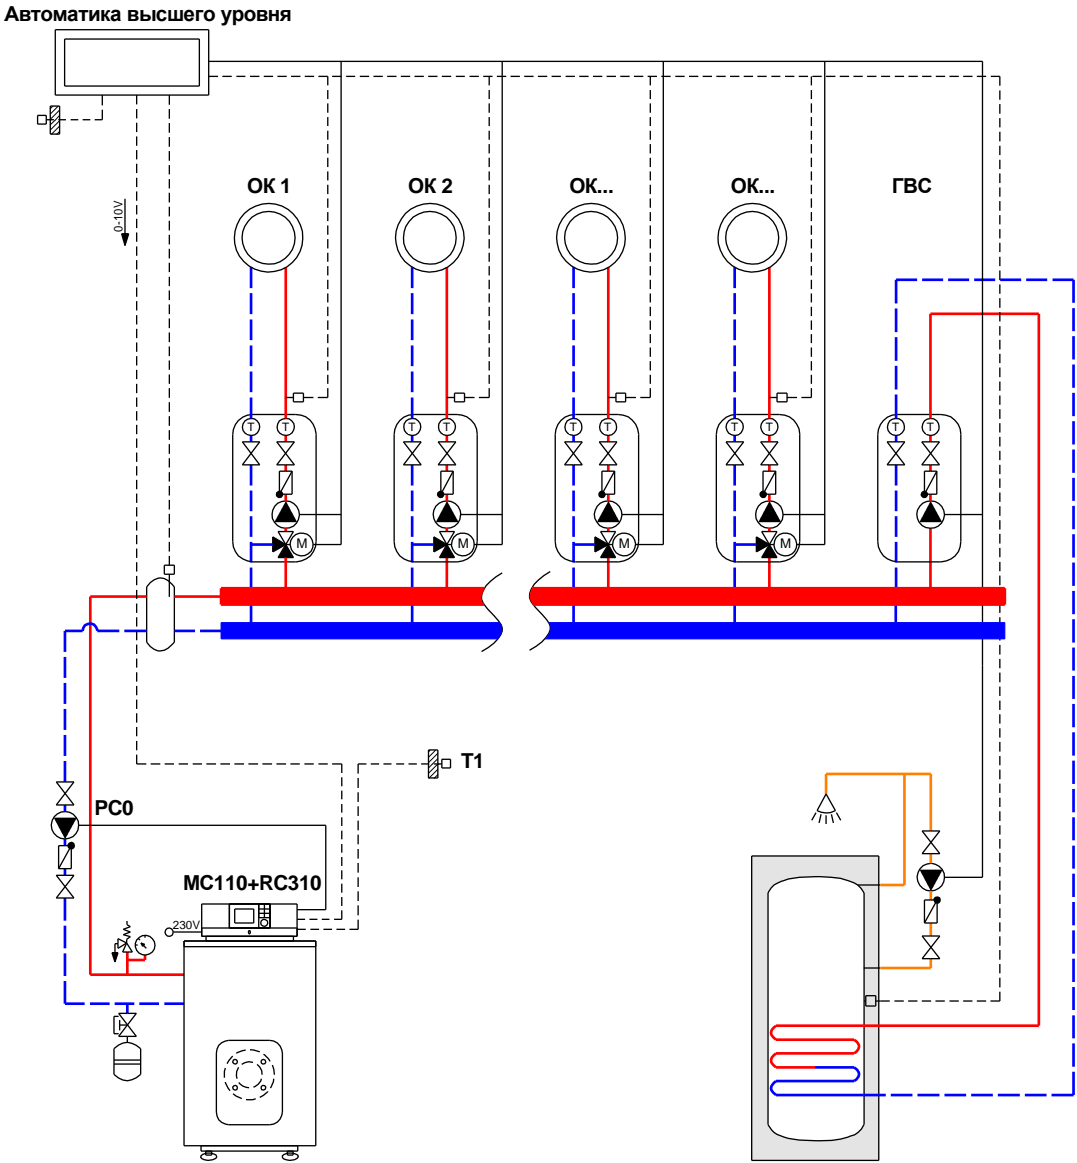 Автоматика высшего уровня
0-10V
ОК 1
ОК 2
ОК...
ОК...
ГВС
T T
T T
T T
T T
T T
M
M
M
M
T1
PC0
MC110+RC310
230V